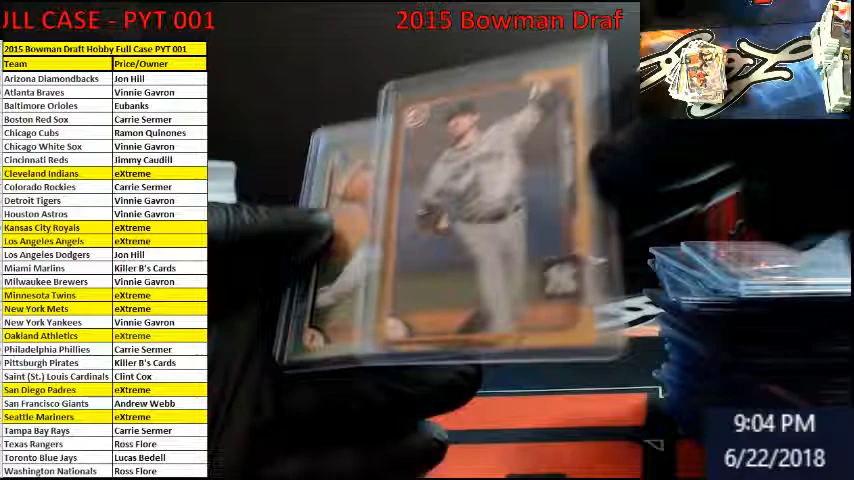 ULL CASE - PYT 001
2015 Bowman Draf
2015 Bowman Draft Hobby Full Case PYT 001
Team Price/Owner
Arizona Diamondbacks Jon Hill
Atlanta Braves Vinnie Gavron
Baltimore Orioles Eubanks
Boston Red Sox Carrie Sermer
Chicago Cubs Ramon Quinones
Chicago White Sox Vinnie Gavron
Cincinnati Reds Jimmy Caudill
Cleveland Indians eXtreme
Colorado Rockies Carrie Sermer
Detroit Tigers Vinnie Gavron
Houston Astros Vinnie Gavron
Kansas City Royals eXtreme
Los Angeles Angels eXtreme
Los Angeles Dodgers Jon Hill
Miami Marlins Killer B's Cards
Milwaukee Brewers Vinnie Gavron
Minnesota Twins eXtreme
New York Mets eXtreme
New York Yankees Vinnie Gavron
Oakland Athletics eXtreme
Philadelphia Phillies Carrie Sermer
Pittsburgh Pirates Killer B's Cards
Saint (St.) Louis Cardinals Clint Cox
San Diego Padres eXtreme
San Francisco Giants Andrew Webb
Seattle Mariners eXtreme
Tampa Bay Rays Carrie Sermer
Texas Rangers Ross Flore
Toronto Blue Jays Lucas Bedell
Washington Nationals Ross Flore
9:04 PM
6/22/2018